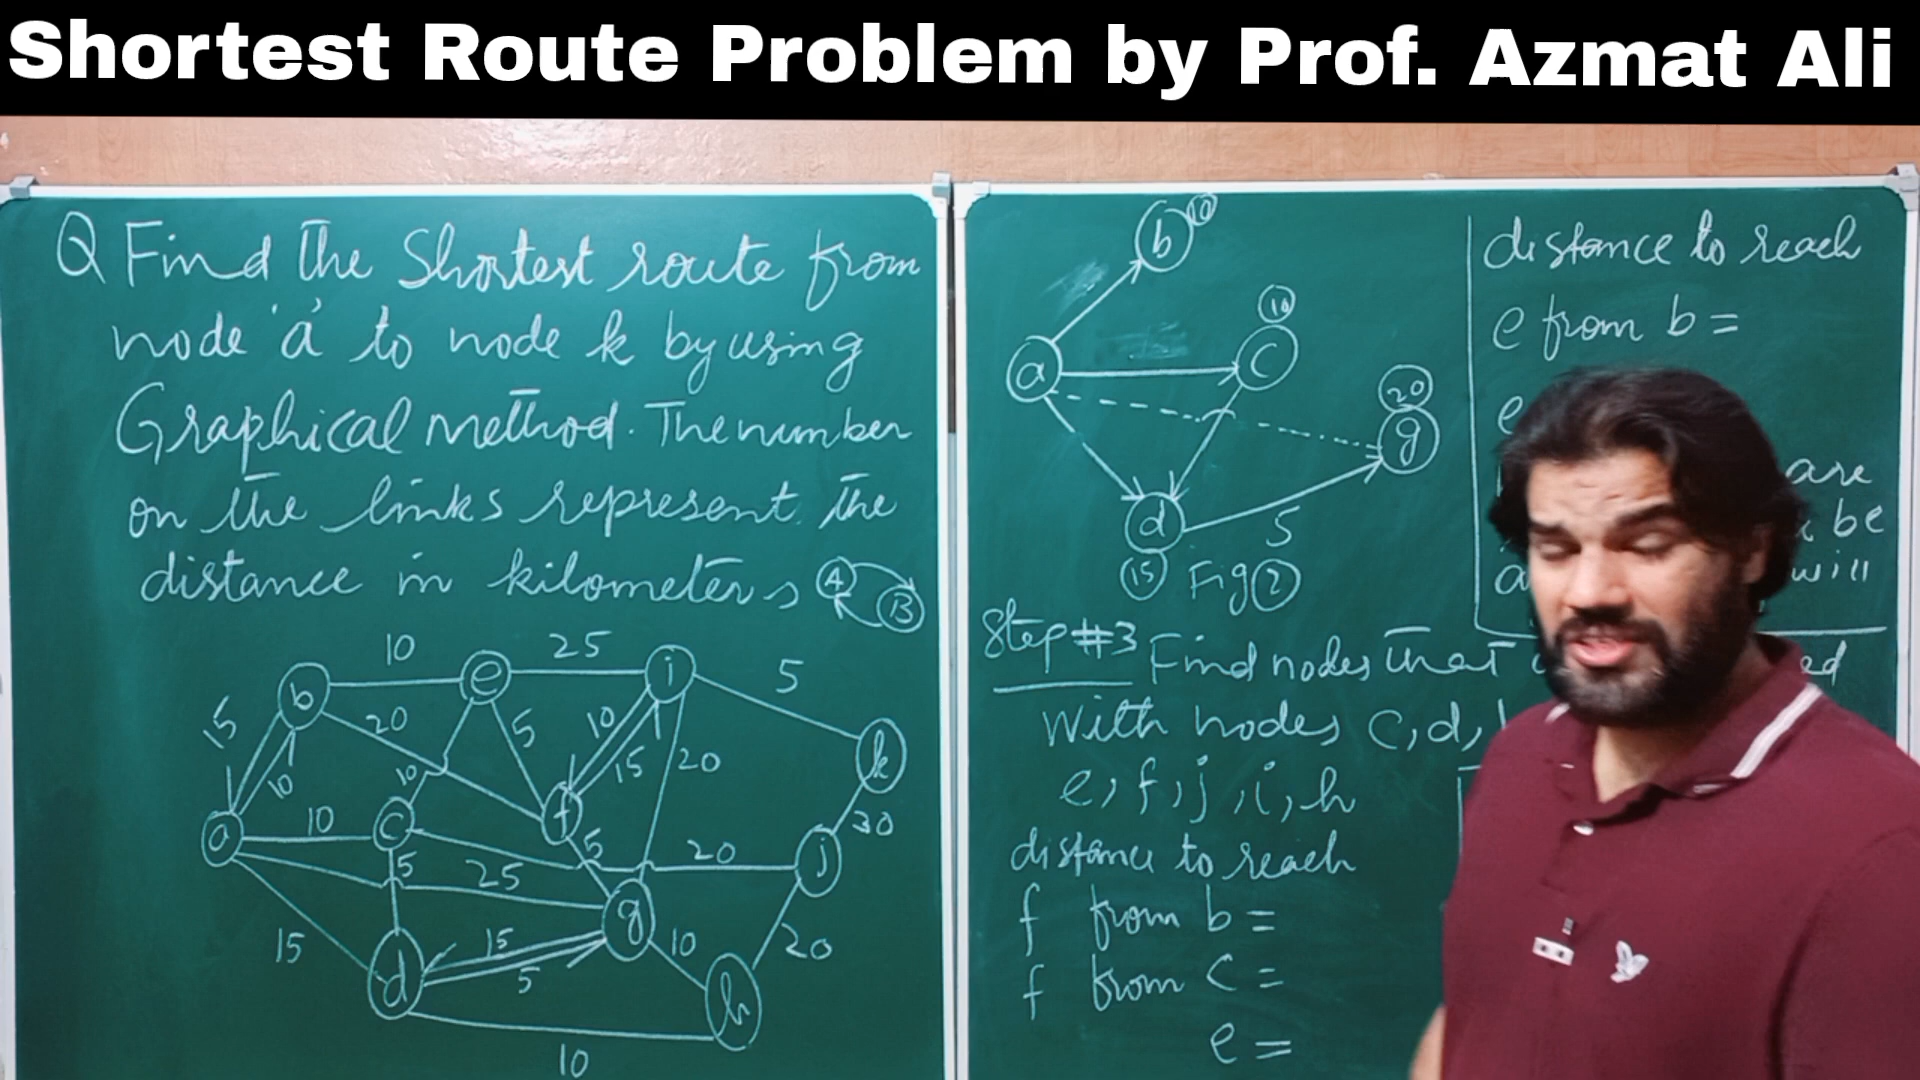 Shortest Route Problem by Prof. Azmat Ali
Q Find the Shortest route from
node 'a' to node k by using
Graphical method. The number
on the links represent the
distance in kilometers
4
13
10
25
5
b
e
i
15
20
5
10
15
20
k
10
10
a
10
c
f
5
30
5
25
20
j
g
15
15
5
10
20
d
h
10
b 10
10
a
c
20
g
d
5
15
Fig 2
distance to reach
e from b =
e
are
be
a will
Step #3 Find nodes that
with nodes c, d,
e, f, j, i, h
distance to reach
f from b =
f from c =
e =